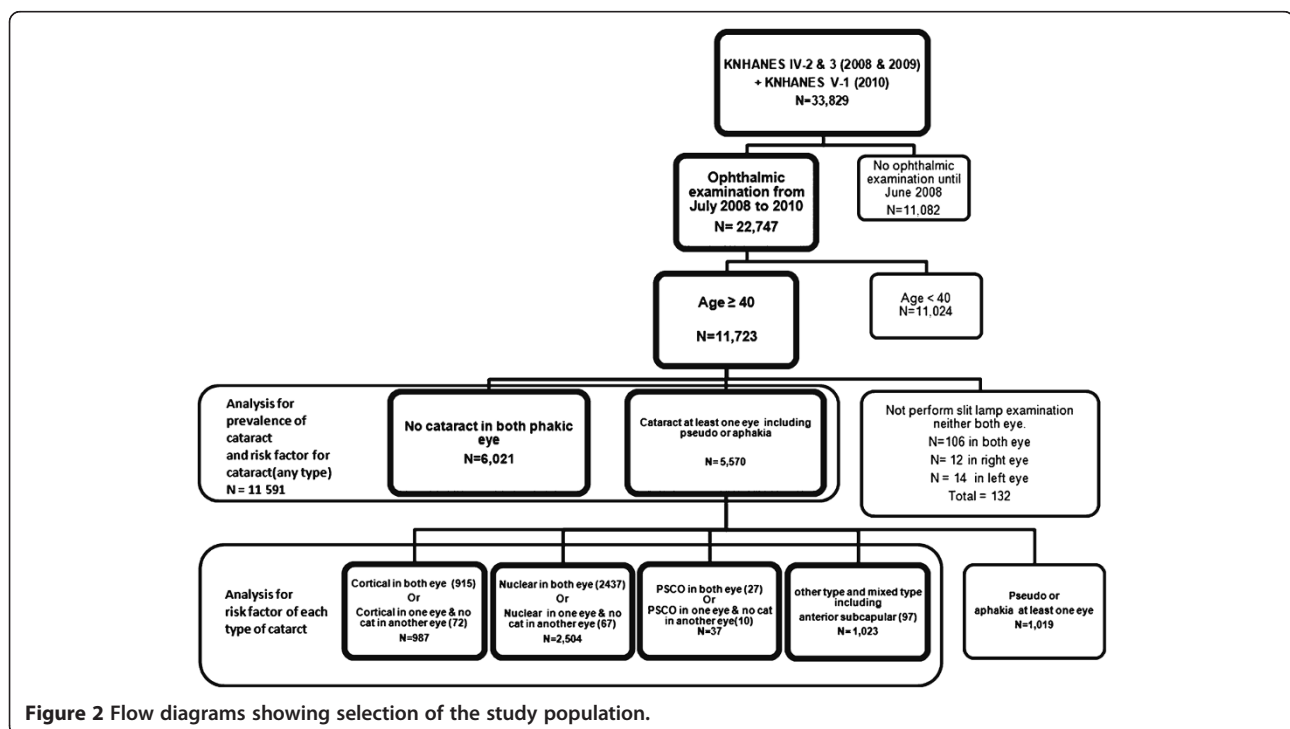 KNHANES IV-2 & 3 (2008 & 2009)
+ KNHANES V-1 (2010)
N=33,829
Ophthalmic
examination from
July 2008 to 2010
N= 22,747
No ophthalmic
examination until
June 2008
N=11,082
Age ≥ 40
N=11,723
Age < 40
N=11,024
Analysis for
prevalence of
cataract
and risk factor for
cataract(any type)
N = 11 591
No cataract in both phakic
eye
N=6,021
Cataract at least one eye including
pseudo or aphakia
N=5,570
Not perform slit lamp examination
neither both eye.
N=106 in both eye
N= 12 in right eye
N = 14 in left eye
Total = 132
Analysis for
risk factor of each
type of catarct
Cortical in both eye (915)
Or
Cortical in one eye & no
cat in another eye (72)
N=987
Nuclear in both eye (2437)
Or
Nuclear in one eye & no
cat in another eye (67)
N=2,504
PSCO in both eye (27)
Or
PSCO in one eye & no cat
in another eye(10)
N=37
other type and mixed type
including
anterior subcapular (97)
N=1,023
Pseudo or
aphakia at least one eye
N=1,019
Figure 2 Flow diagrams showing selection of the study population.